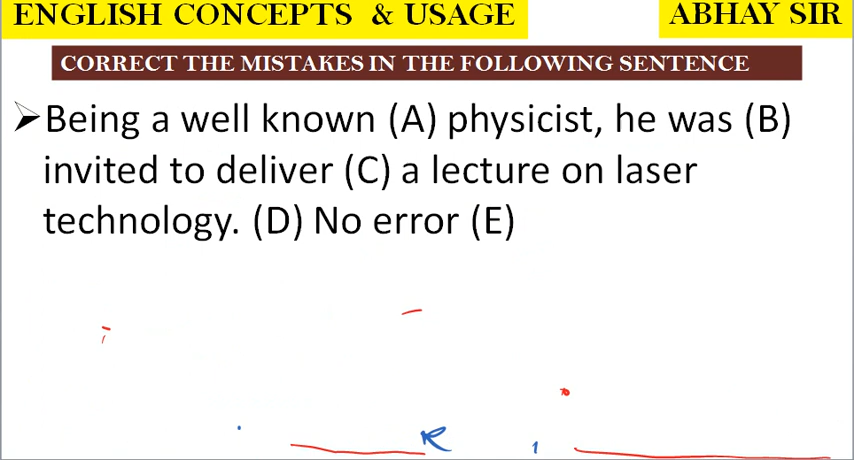 ENGLISH CONCEPTS & USAGE
ABHAY SIR
CORRECT THE MISTAKES IN THE FOLLOWING SENTENCE
Being a well known (A) physicist, he was (B)
invited to deliver (C) a lecture on laser
technology. (D) No error (E)